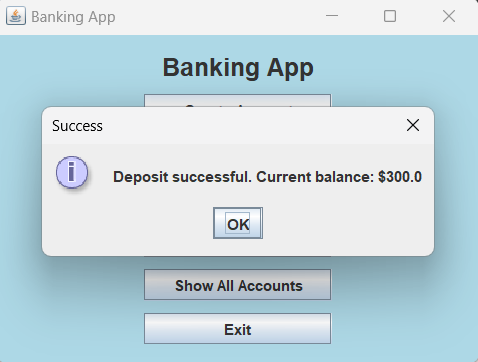 Banking App
Banking App
Success
Deposit successful. Current balance: $300.0
OK
Show All Accounts
Exit